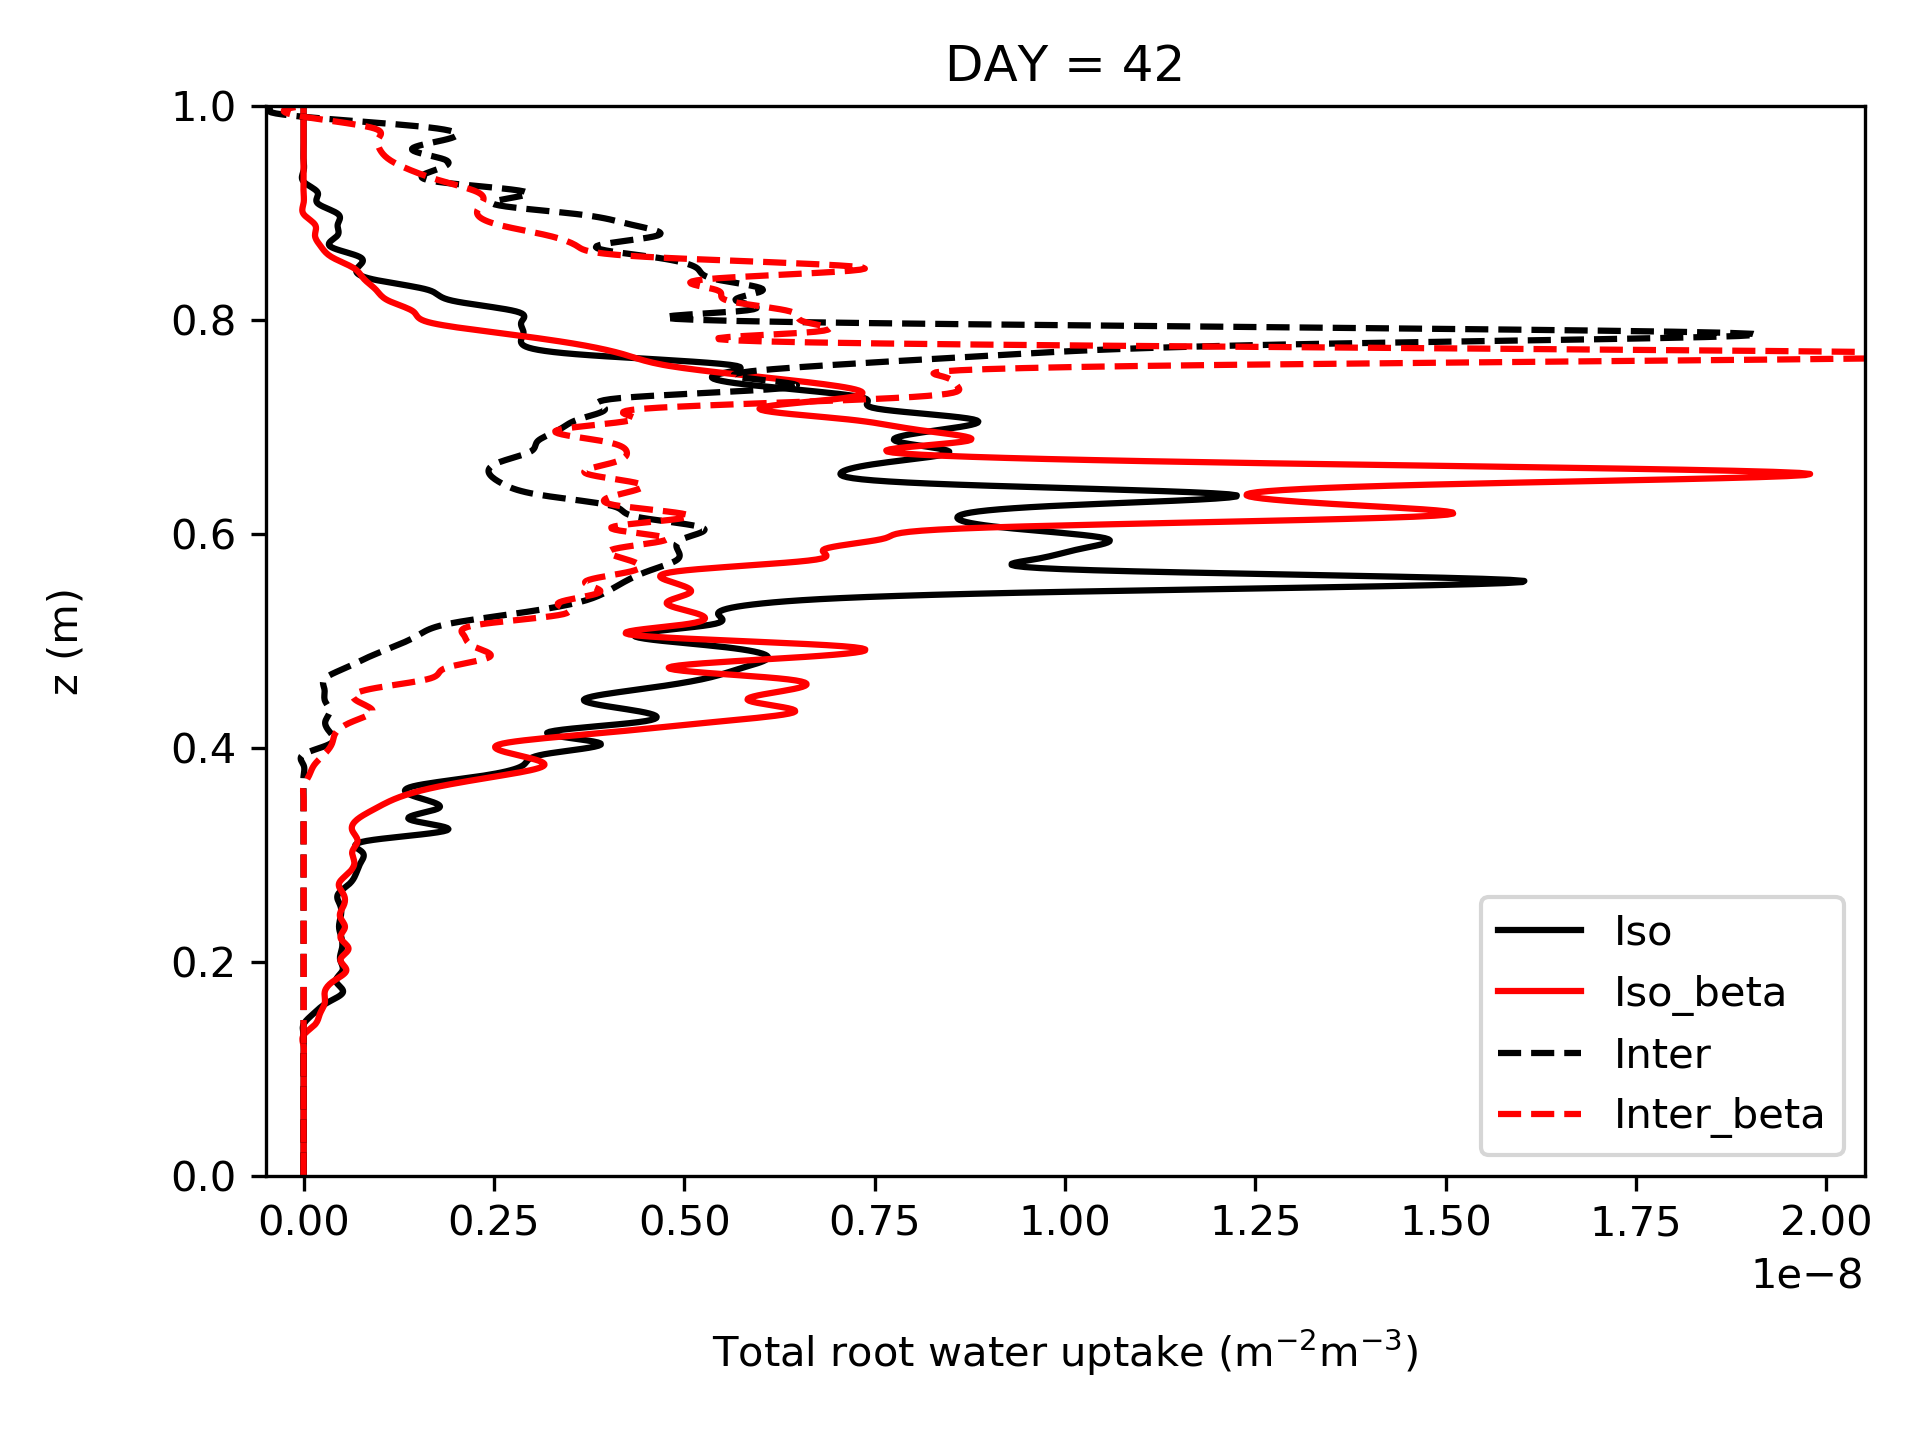 DAY = 42
z (m)
1.0
0.8
0.6
0.4
0.2
0.0
Iso
Iso_beta
Inter
Inter_beta
0.00 0.25 0.50 0.75 1.00 1.25 1.50 1.75 2.00
1e−8
Total root water uptake (m⁻²m⁻³)